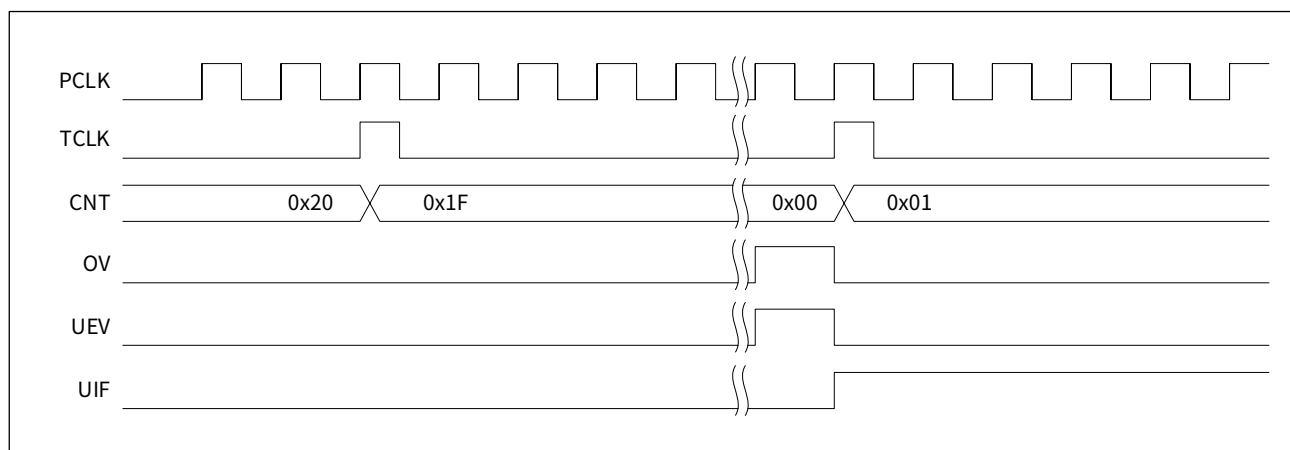 PCLK
TCLK
CNT 0x20 0x1F 0x00 0x01
OV
UEV
UIF